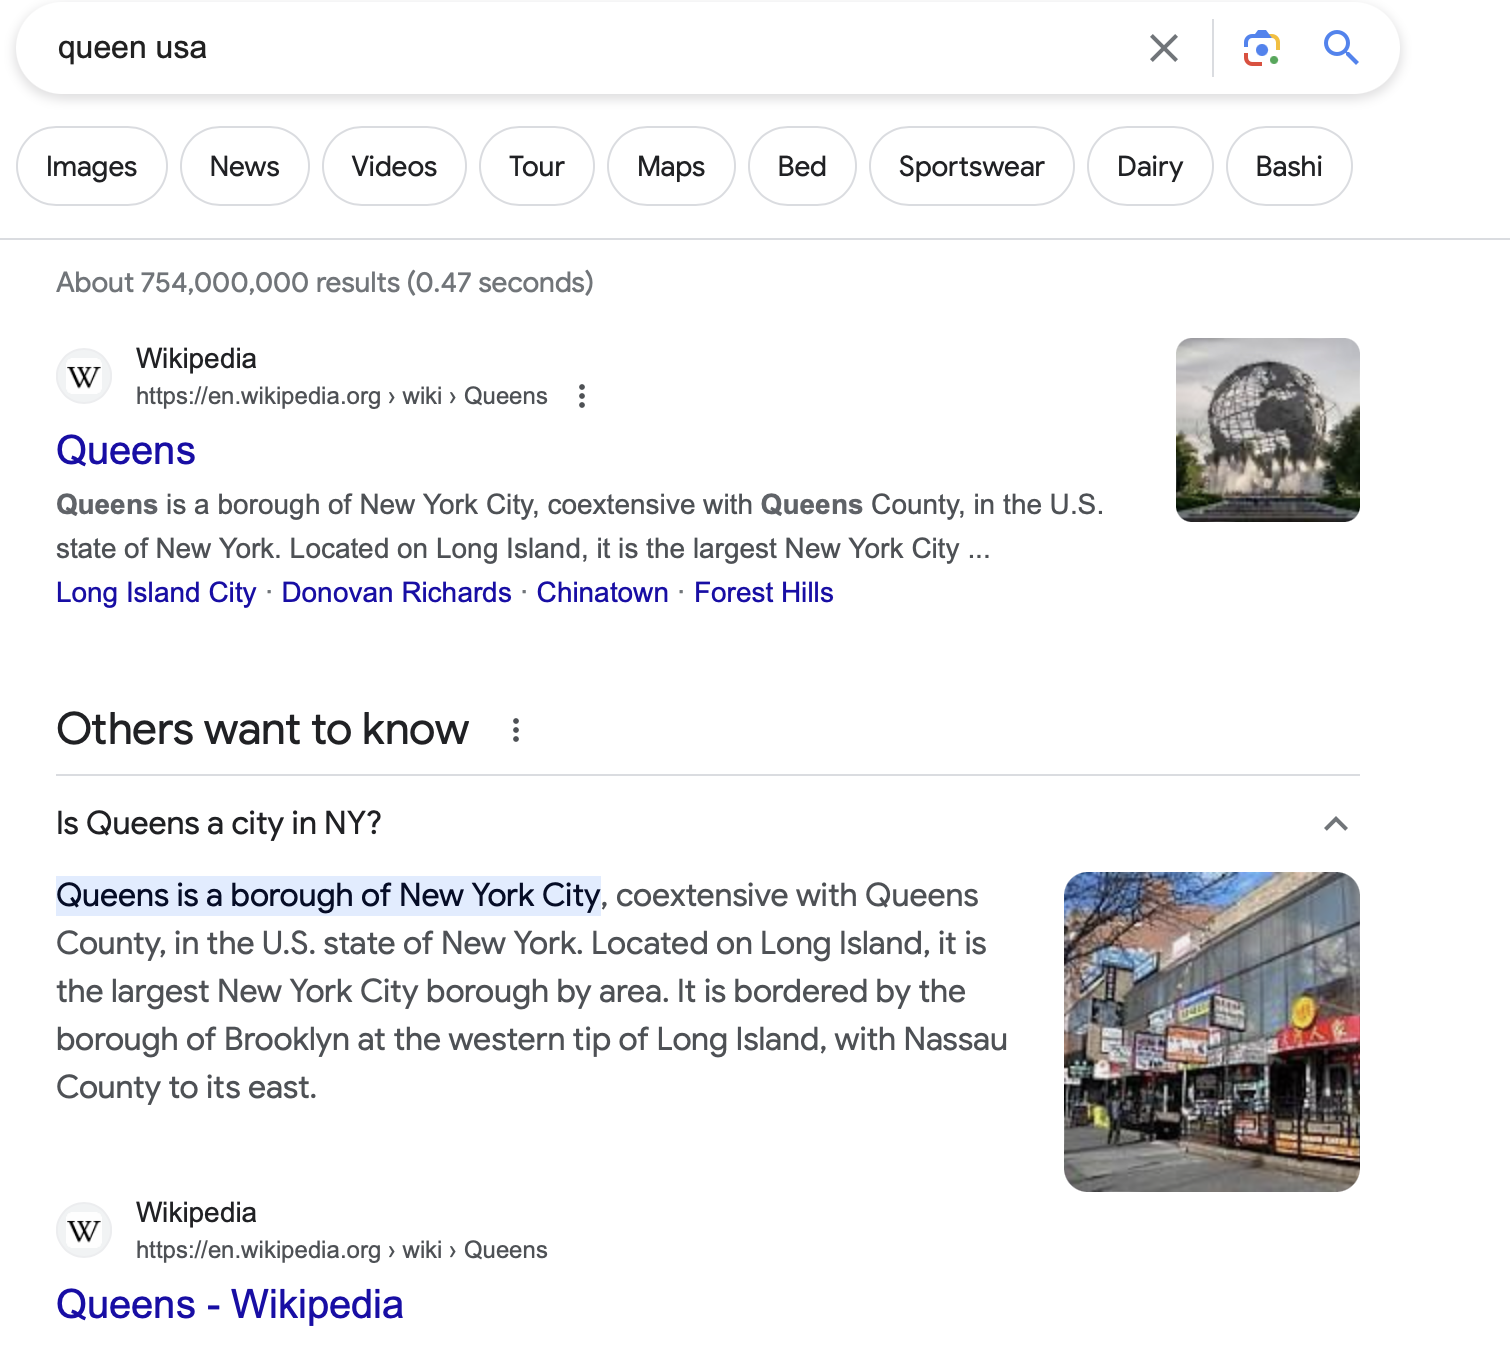 queen usa
Images News Videos Tour Maps Bed Sportswear Dairy Bashi
About 754,000,000 results (0.47 seconds)
W
Wikipedia
https://en.wikipedia.org › wiki › Queens
Queens
Queens is a borough of New York City, coextensive with Queens County, in the U.S.
state of New York. Located on Long Island, it is the largest New York City ...
Long Island City · Donovan Richards · Chinatown · Forest Hills
Others want to know
Is Queens a city in NY?
Queens is a borough of New York City, coextensive with Queens
County, in the U.S. state of New York. Located on Long Island, it is
the largest New York City borough by area. It is bordered by the
borough of Brooklyn at the western tip of Long Island, with Nassau
County to its east.
W
Wikipedia
https://en.wikipedia.org › wiki › Queens
Queens - Wikipedia